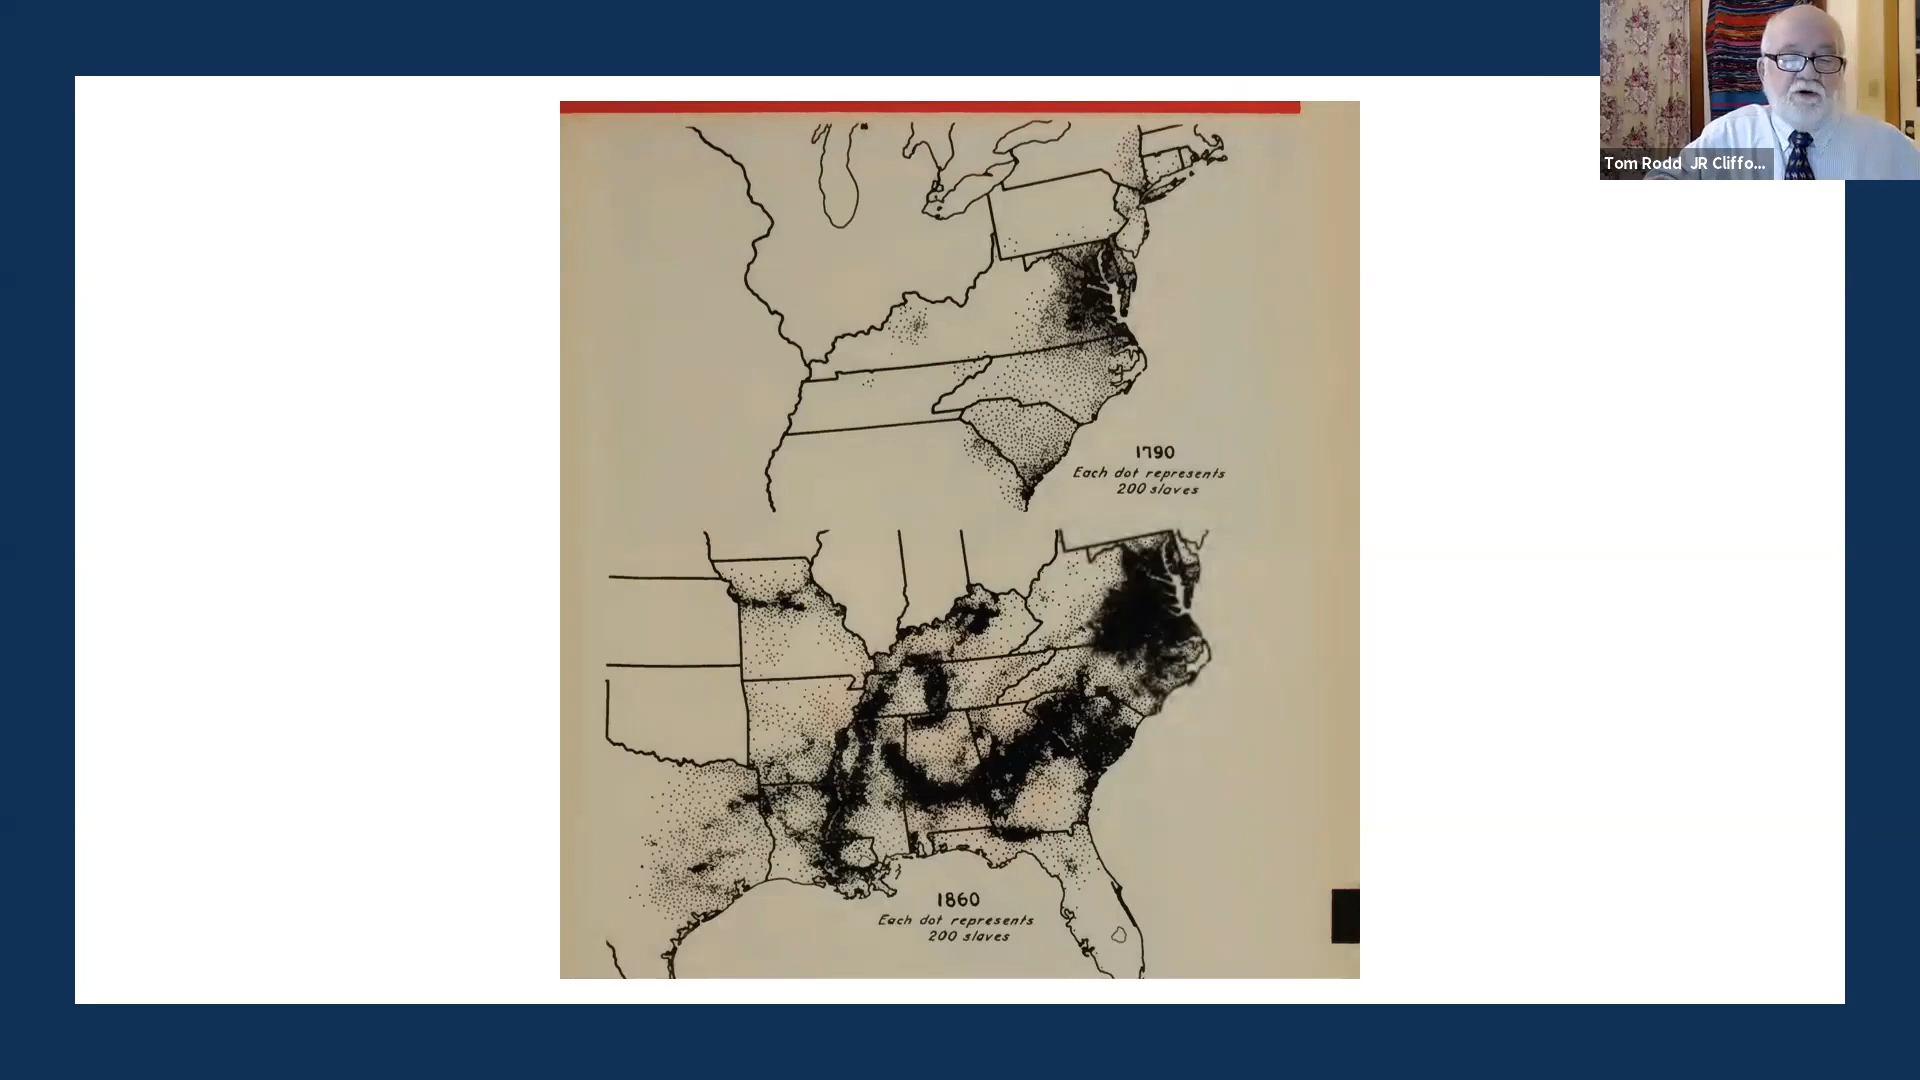 Tom Rodd JR Cliffo...
1790
Each dot represents
200 slaves
1860
Each dot represents
200 slaves